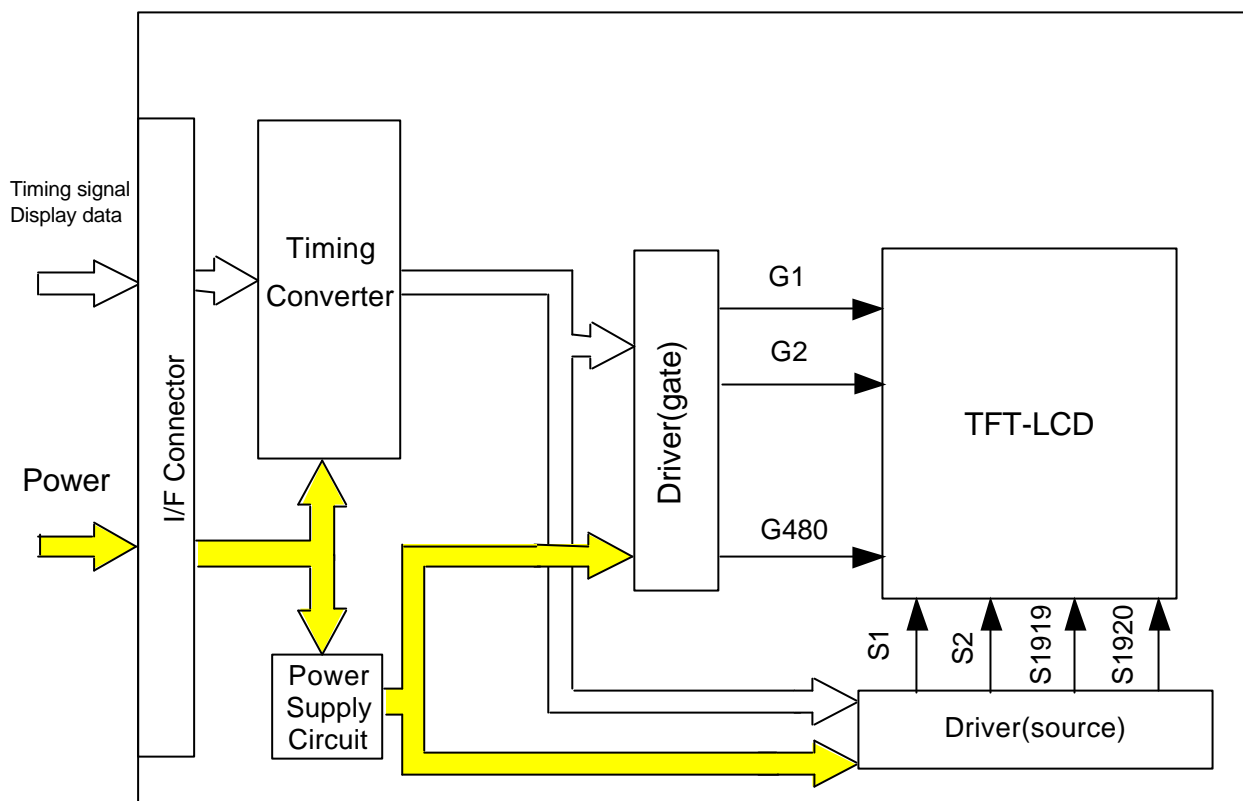 Timing signal
Display data
Power
I/F Connector
Timing
Converter
Power
Supply
Circuit
Driver(gate)
G1
G2
G480
TFT-LCD
S1
S2
S1919
S1920
Driver(source)